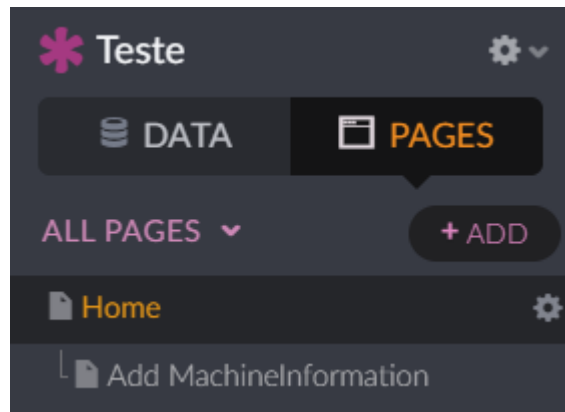 Teste
DATA PAGES
ALL PAGES + ADD
Home
Add MachineInformation